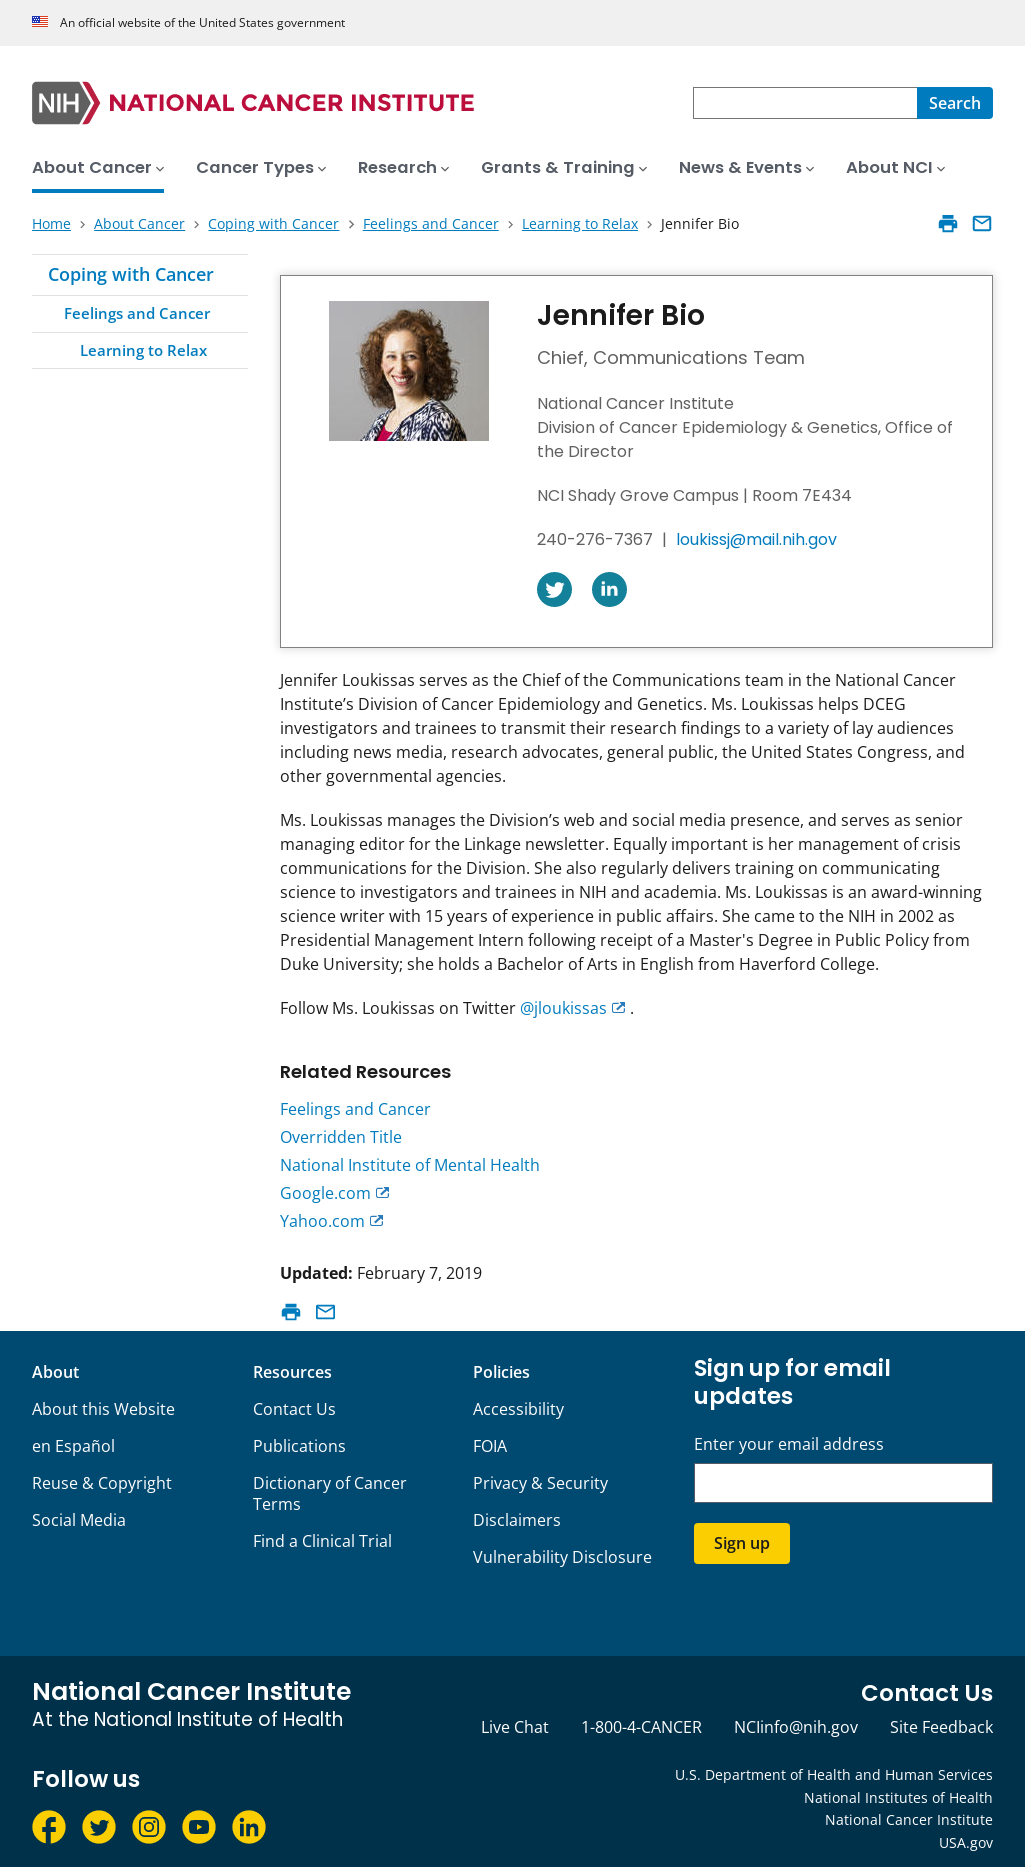 An official website of the United States government
NIH NATIONAL CANCER INSTITUTE
Search
About Cancer Cancer Types Research Grants & Training News & Events About NCI
Home About Cancer Coping with Cancer Feelings and Cancer Learning to Relax Jennifer Bio
Coping with Cancer
Feelings and Cancer
Learning to Relax
Jennifer Bio
Chief, Communications Team
National Cancer Institute
Division of Cancer Epidemiology & Genetics, Office of
the Director
NCI Shady Grove Campus | Room 7E434
240-276-7367 | loukissj@mail.nih.gov
in
Jennifer Loukissas serves as the Chief of the Communications team in the National Cancer
Institute’s Division of Cancer Epidemiology and Genetics. Ms. Loukissas helps DCEG
investigators and trainees to transmit their research findings to a variety of lay audiences
including news media, research advocates, general public, the United States Congress, and
other governmental agencies.
Ms. Loukissas manages the Division’s web and social media presence, and serves as senior
managing editor for the Linkage newsletter. Equally important is her management of crisis
communications for the Division. She also regularly delivers training on communicating
science to investigators and trainees in NIH and academia. Ms. Loukissas is an award-winning
science writer with 15 years of experience in public affairs. She came to the NIH in 2002 as
Presidential Management Intern following receipt of a Master's Degree in Public Policy from
Duke University; she holds a Bachelor of Arts in English from Haverford College.
Follow Ms. Loukissas on Twitter @jloukissas .
Related Resources
Feelings and Cancer
Overridden Title
National Institute of Mental Health
Google.com
Yahoo.com
Updated: February 7, 2019
About
About this Website
en Español
Reuse & Copyright
Social Media
Resources
Contact Us
Publications
Dictionary of Cancer
Terms
Find a Clinical Trial
Policies
Accessibility
FOIA
Privacy & Security
Disclaimers
Vulnerability Disclosure
Sign up for email
updates
Enter your email address
Sign up
National Cancer Institute
At the National Institute of Health
Contact Us
Live Chat 1-800-4-CANCER NCIinfo@nih.gov Site Feedback
Follow us
in
U.S. Department of Health and Human Services
National Institutes of Health
National Cancer Institute
USA.gov